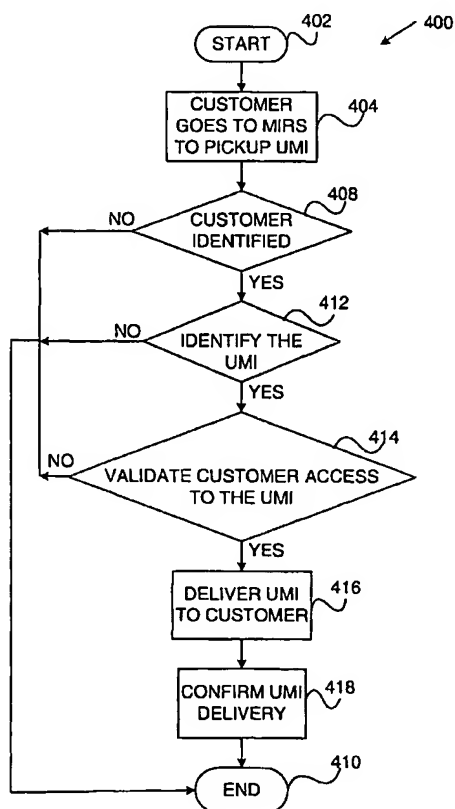 402
START
400
CUSTOMER
GOES TO MIRS
TO PICKUP UMI
404
NO
CUSTOMER
IDENTIFIED
408
YES
412
NO
IDENTIFY THE
UMI
YES
414
NO
VALIDATE CUSTOMER ACCESS
TO THE UMI
YES
DELIVER UMI
TO CUSTOMER
416
CONFIRM UMI
DELIVERY
418
END
410